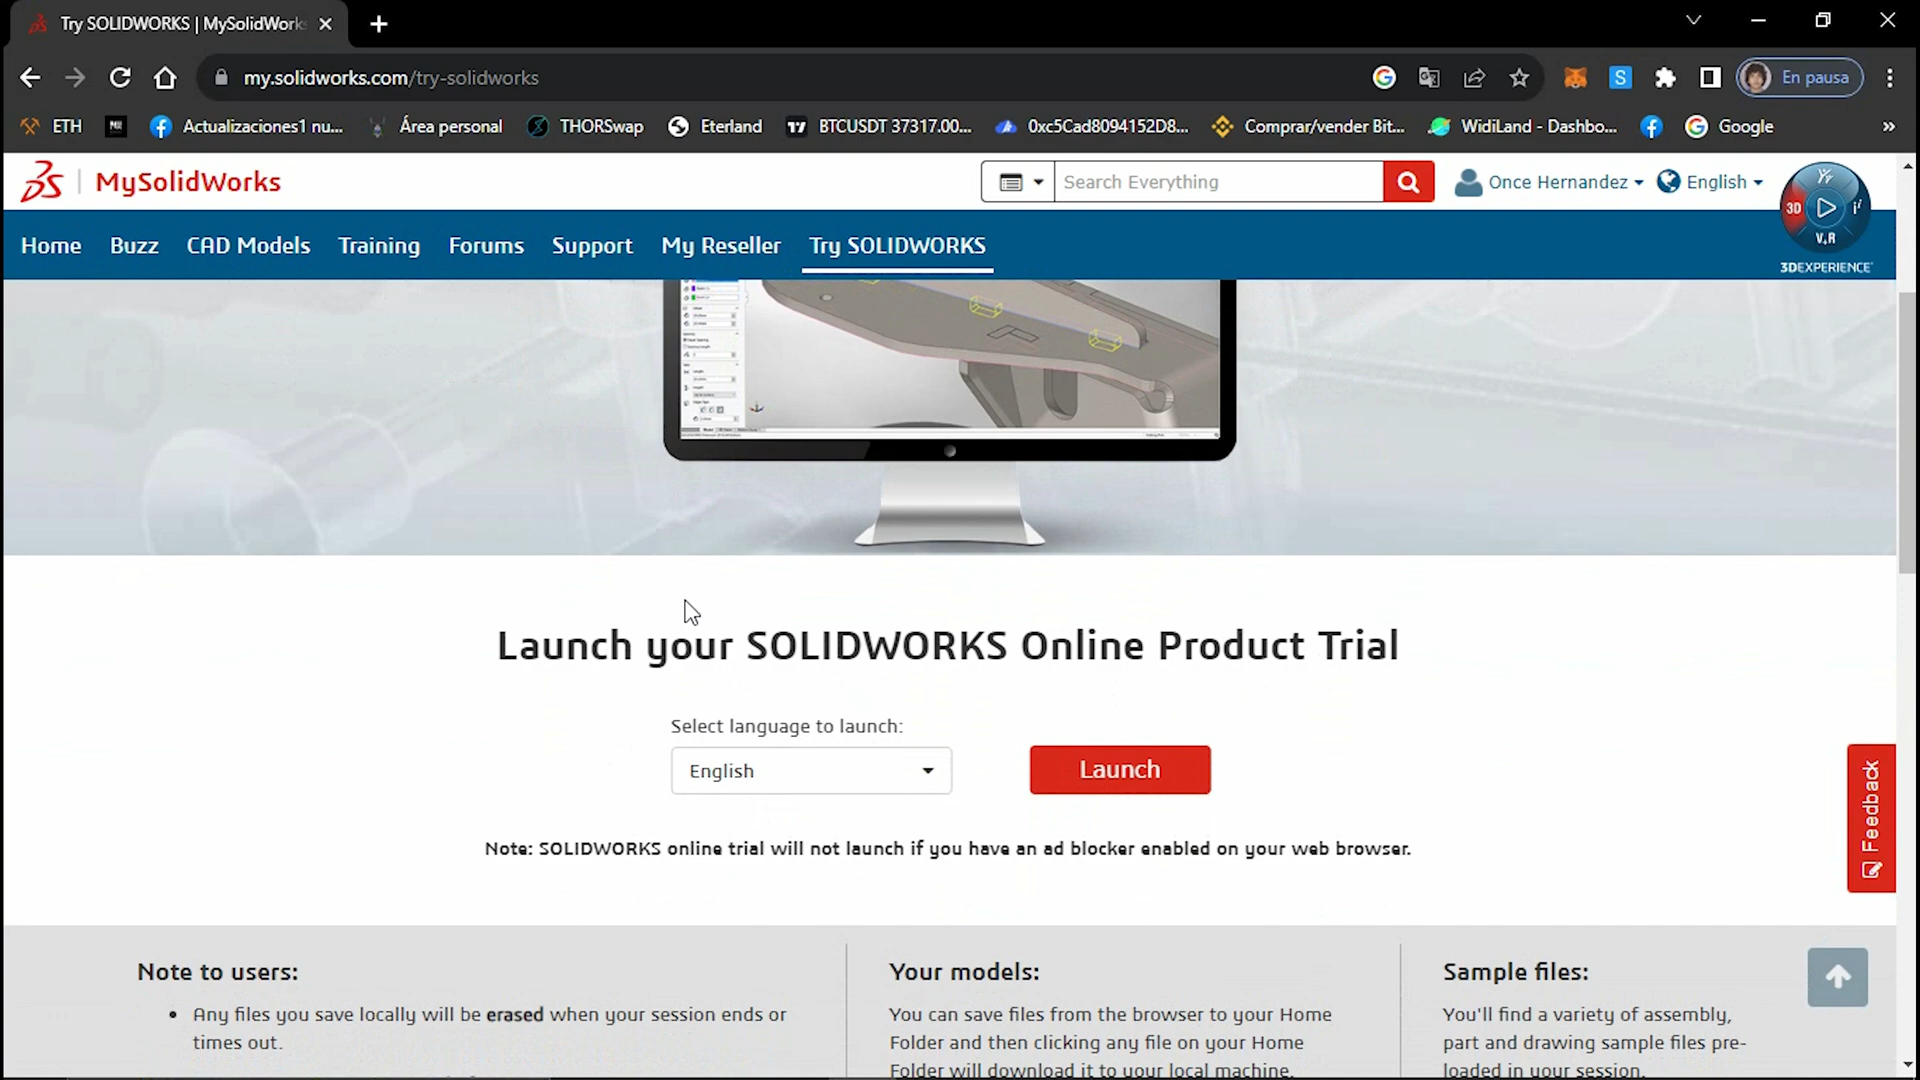 Try SOLIDWORKS | MySolidWork
my.solidworks.com/try-solidworks
En pausa
ETH
Actualizaciones1 nu...
Área personal
THORSwap
Eterland
BTCUSDT 37317.00...
0xc5Cad8094152D8...
Comprar/vender Bit...
WidiLand - Dashbo...
Google
MySolidWorks
Search Everything
Once Hernandez
English
3D
V,R
3DEXPERIENCE
Home
Buzz
CAD Models
Training
Forums
Support
My Reseller
Try SOLIDWORKS
Launch your SOLIDWORKS Online Product Trial
Select language to launch:
English
Launch
Note: SOLIDWORKS online trial will not launch if you have an ad blocker enabled on your web browser.
Feedback
Note to users:
• Any files you save locally will be erased when your session ends or
times out.
Your models:
You can save files from the browser to your Home
Folder and then clicking any file on your Home
Folder will download it to your local machine.
Sample files:
You'll find a variety of assembly,
part and drawing sample files pre-
loaded in your session.